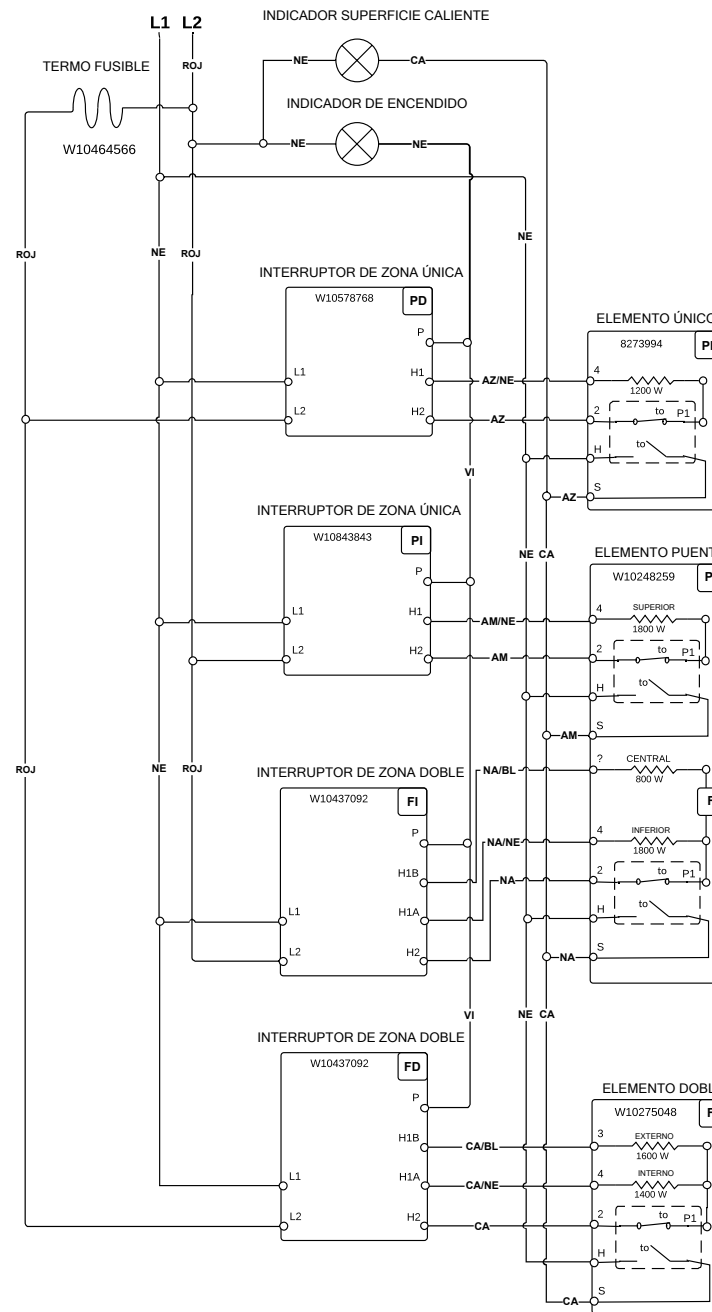 INDICADOR SUPERFICIE CALIENTE
L1 L2
NE CA
TERMO FUSIBLE
ROJ
INDICADOR DE ENCENDIDO
NE NE
W10464566
NE
ROJ NE ROJ
INTERRUPTOR DE ZONA ÚNICA
W10578768 PD
P
L1 H1 AZ/NE
L2 H2 AZ
ELEMENTO ÚNICO
8273994
4
1200 W
2 to P1
H to
S
AZ
VI
INTERRUPTOR DE ZONA ÚNICA
W10843843 PI
P
L1 H1 AM/NE
L2 H2 AM
NE CA
ELEMENTO PUENT
W10248259
4 SUPERIOR
1800 W
2 to P1
H to
S
AM
ROJ NE ROJ
? CENTRAL
800 W
INTERRUPTOR DE ZONA DOBLE
W10437092 FI
P
H1B NA/BL
L1 H1A NA/NE
L2 H2 NA
4 INFERIOR
1800 W
2 to P1
H to
S
NA
VI
NE CA
INTERRUPTOR DE ZONA DOBLE
W10437092 FD
P
H1B CA/BL
L1 H1A CA/NE
L2 H2 CA
ELEMENTO DOBL
W10275048
3 EXTERNO
1600 W
4 INTERNO
1400 W
2 to P1
H to
S
CA